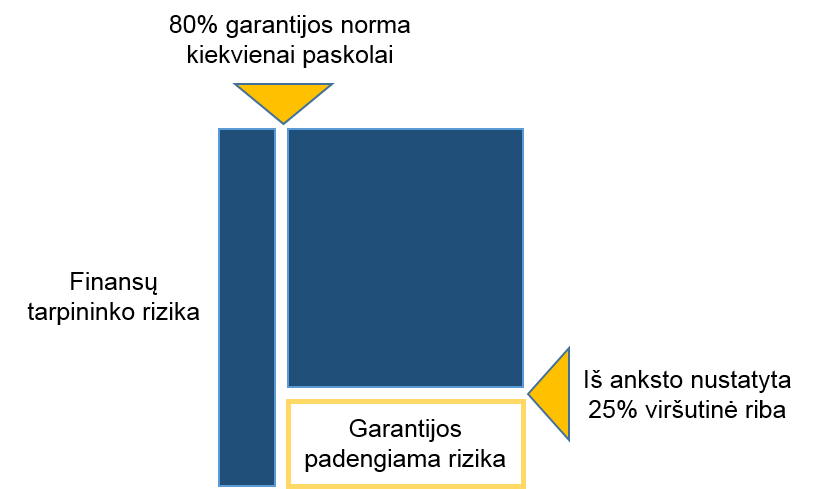 80% garantijos norma
kiekvienai paskolai
Finansų
tarpininko rizika
Iš anksto nustatyta
25% viršutinė riba
Garantijos
padengiama rizika